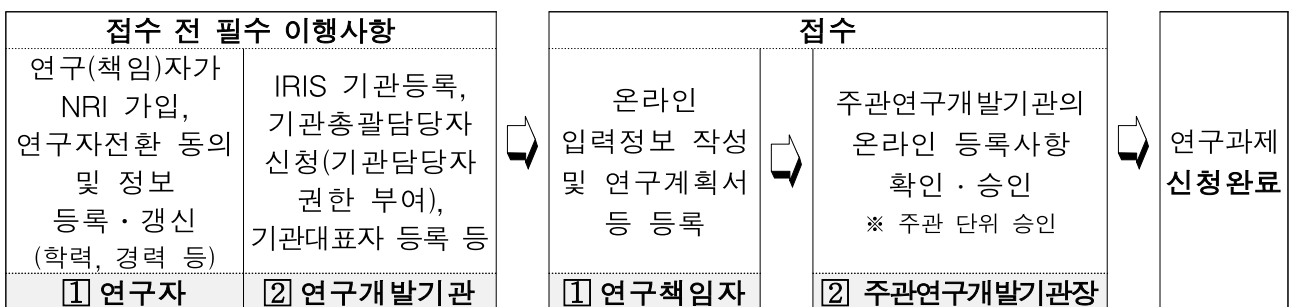 접수 전 필수 이행사항
연구(책임)자가
NRI 가입,
연구자전환 동의
및 정보
등록・갱신
(학력, 경력 등)
1 연구자
IRIS 기관등록,
기관총괄담당자
신청(기관담당자
권한 부여),
기관대표자 등록 등
2 연구개발기관
접수
온라인
입력정보 작성
및 연구계획서
등 등록
1 연구책임자
주관연구개발기관의
온라인 등록사항
확인・승인
※ 주관 단위 승인
2 주관연구개발기관장
연구과제
신청완료